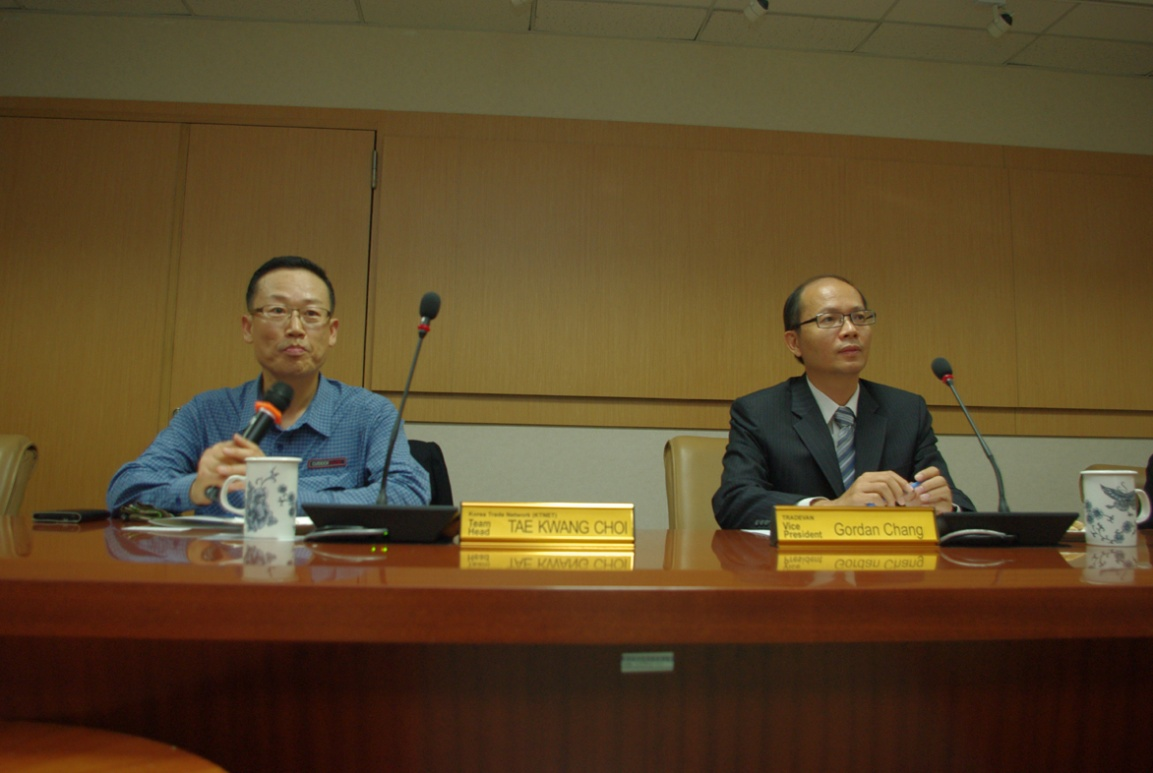 Korea Trade Network (KTNET)
Team
Head
TAE KWANG CHOI
TRADEVAN
Vice
President
Gordan Chang